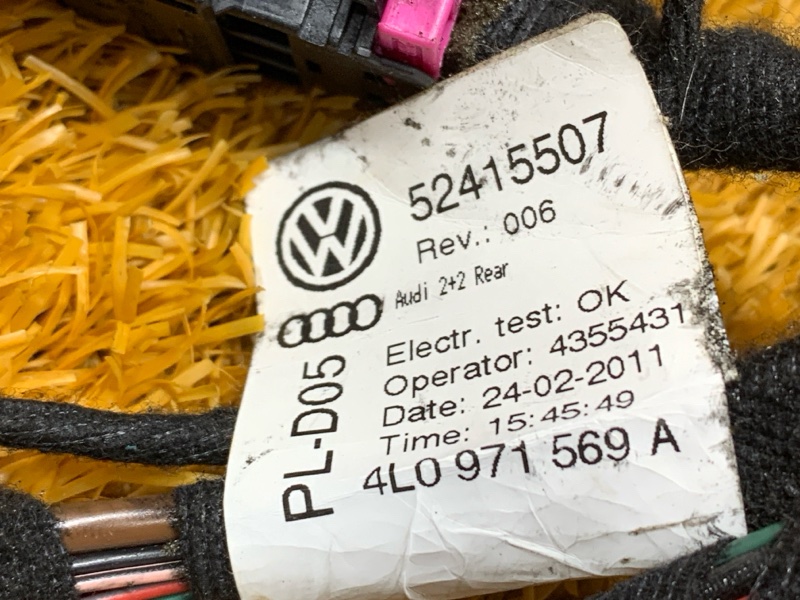 52415507
Rev.: 006
Audi 2+2 Rear
Electr. test: OK
Operator: 4355431
Date: 24-02-2011
Time: 15:45:49
4L0 971 569 A
PL-D05